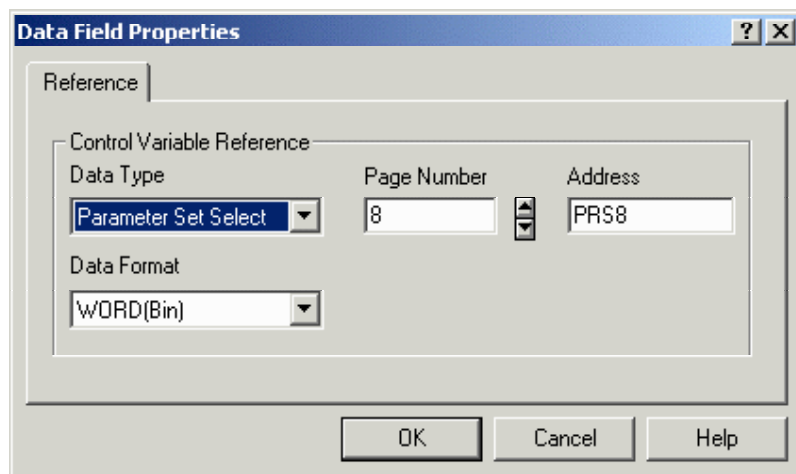 Data Field Properties
Reference
Control Variable Reference
Data Type
Page Number
Address
Parameter Set Select
8
PRS8
Data Format
WORD(Bin)
OK
Cancel
Help